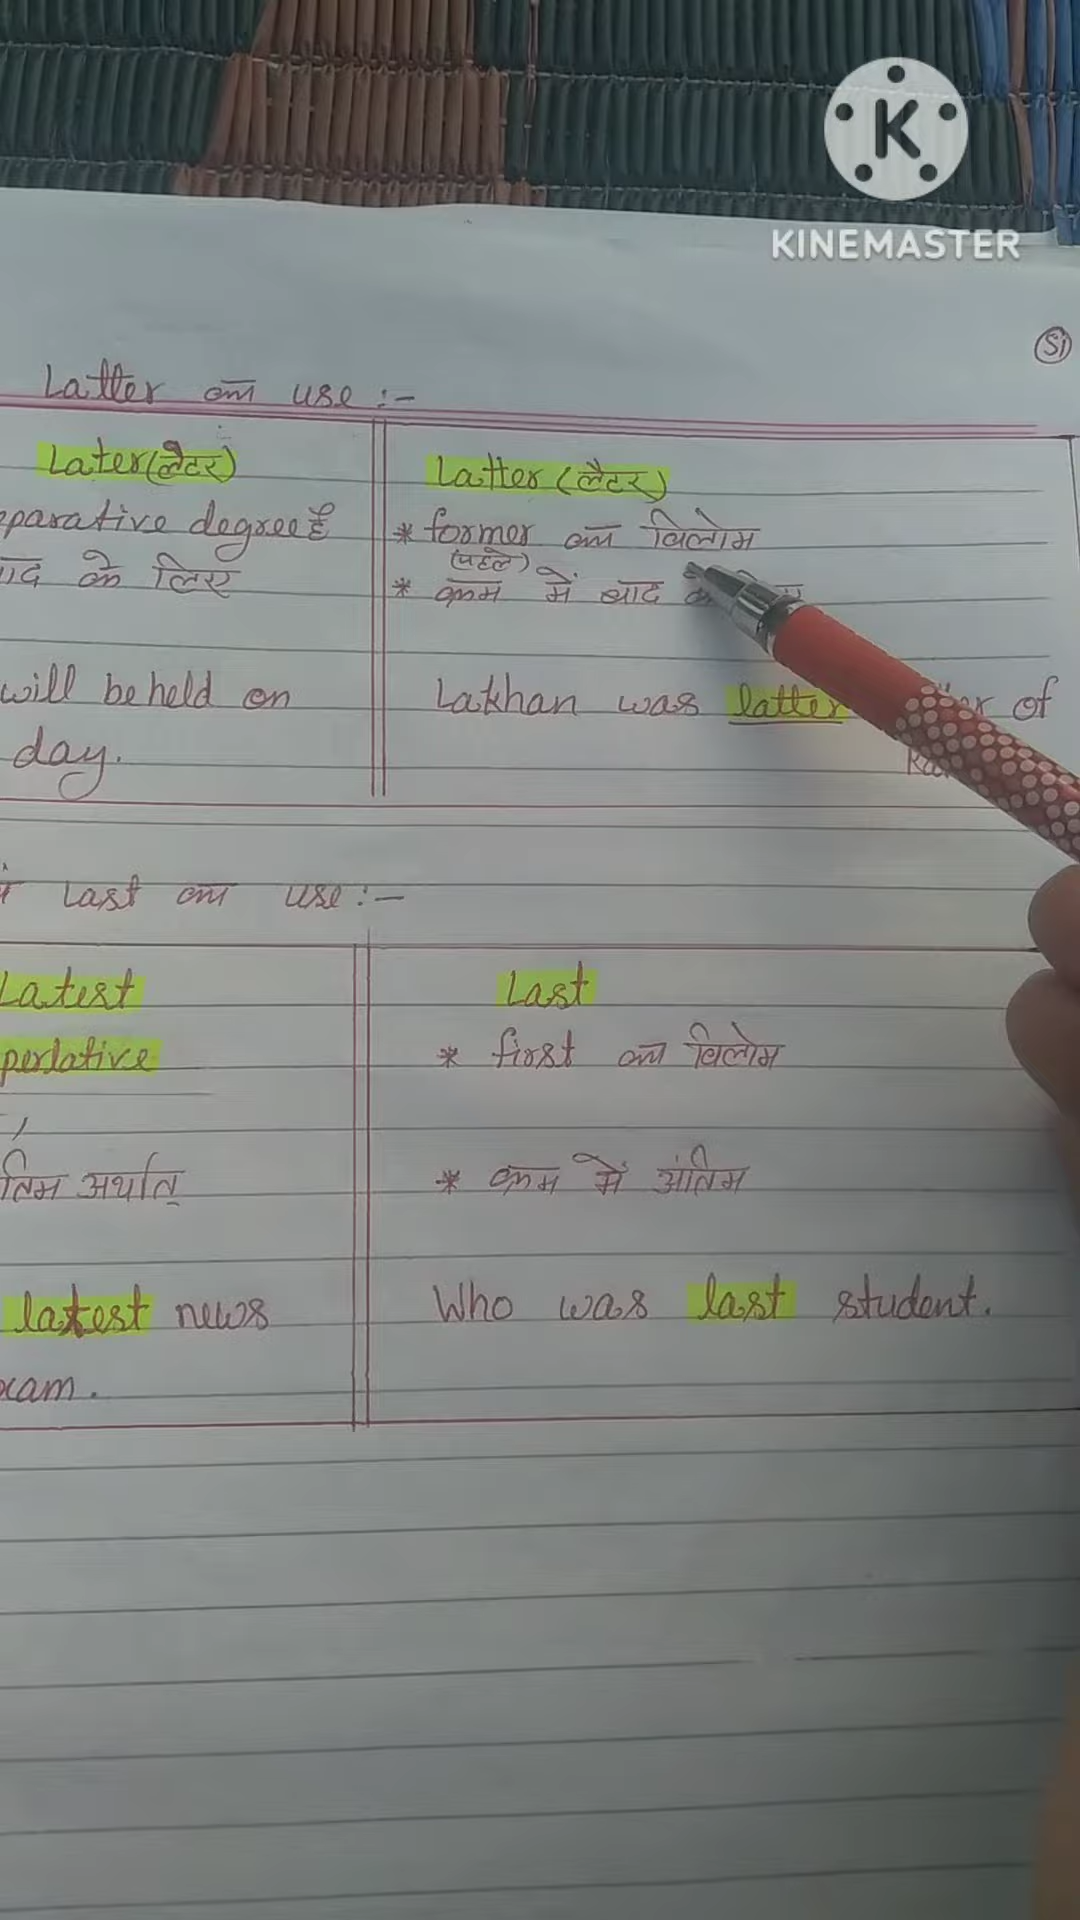 KINEMASTER
Latter का use :-
Later (लेटर)
parative degree है
बाद के लिए
will be held on
day.
Latter (लैटर)
* former का विलोम
(पहले)
* क्रम में बाद
Lakhan was latter of
Last का use :-
Latest
perlative
तिम अर्थात्
latest news
xam.
Last
* first का विलोम
* क्रम में अंतिम
Who was last student.